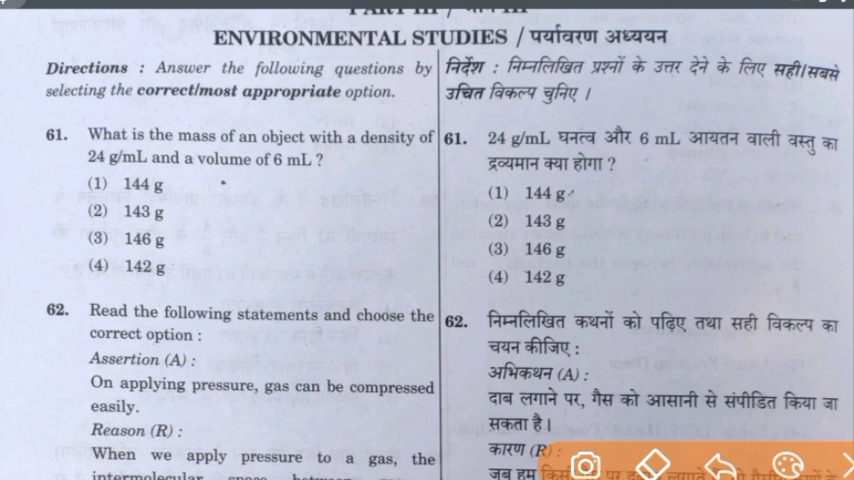 ENVIRONMENTAL STUDIES / पर्यावरण अध्ययन
Directions : Answer the following questions by
selecting the correct/most appropriate option.
61. What is the mass of an object with a density of
24 g/mL and a volume of 6 mL ?
(1) 144 g
(2) 143 g
(3) 146 g
(4) 142 g
62. Read the following statements and choose the
correct option :
Assertion (A) :
On applying pressure, gas can be compressed
easily.
Reason (R) :
When we apply pressure to a gas, the
intermolecular space between
निर्देश : निम्नलिखित प्रश्नों के उत्तर देने के लिए सही/सबसे
उचित विकल्प चुनिए ।
61. 24 g/mL घनत्व और 6 mL आयतन वाली वस्तु का
द्रव्यमान क्या होगा ?
(1) 144 g
(2) 143 g
(3) 146 g
(4) 142 g
62. निम्नलिखित कथनों को पढ़िए तथा सही विकल्प का
चयन कीजिए :
अभिकथन (A) :
दाब लगाने पर, गैस को आसानी से संपीडित किया जा
सकता है ।
कारण (R) :
जब हम